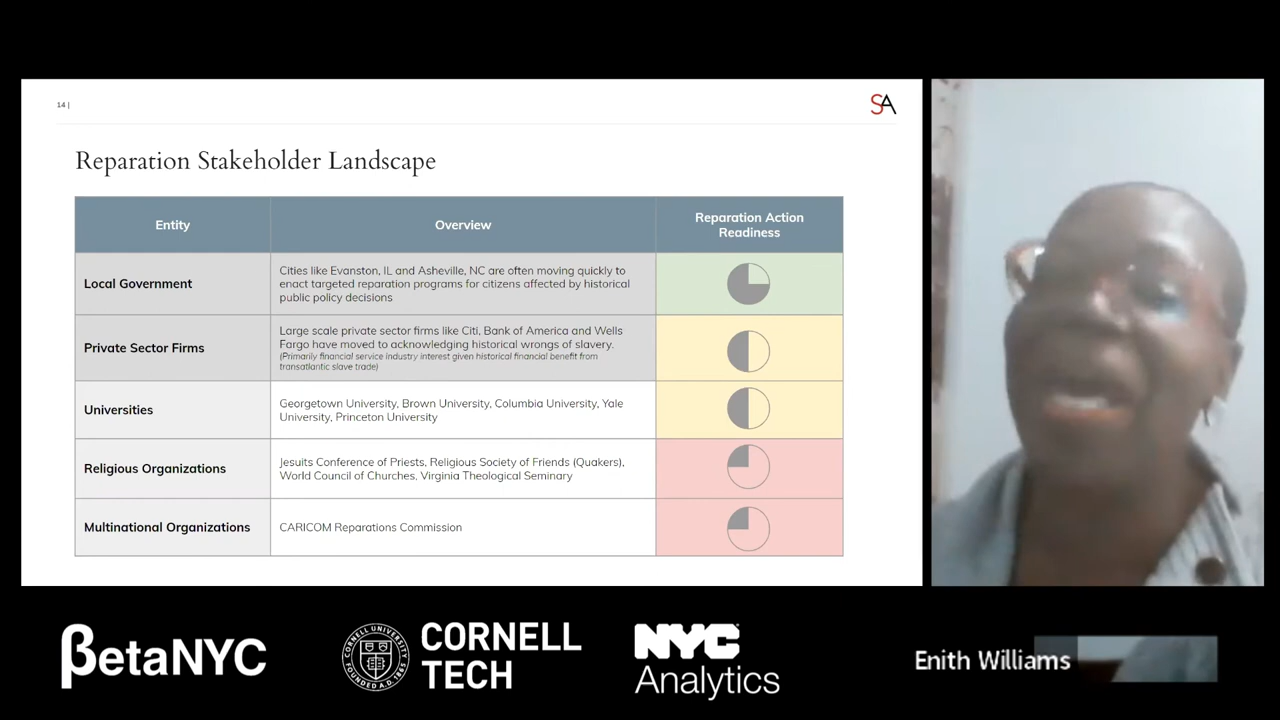 14 |
SA
Reparation Stakeholder Landscape
Entity
Overview
Reparation Action
Readiness
Local Government
Cities like Evanston, IL and Asheville, NC are often moving quickly to
enact targeted reparation programs for citizens affected by historical
public policy decisions
Private Sector Firms
Large scale private sector firms like Citi, Bank of America and Wells
Fargo have moved to acknowledging historical wrongs of slavery.
(Primarily financial service industry interest given historical financial benefit from
transatlantic slave trade)
Universities
Georgetown University, Brown University, Columbia University, Yale
University, Princeton University
Religious Organizations
Jesuits Conference of Priests, Religious Society of Friends (Quakers),
World Council of Churches, Virginia Theological Seminary
Multinational Organizations
CARICOM Reparations Commission
βetaNYC
CORNELL
TECH
NYC
Analytics
Enith Williams